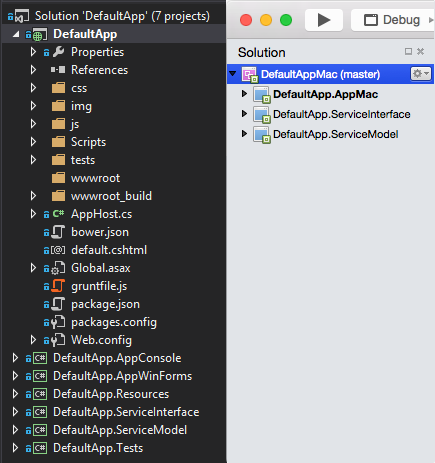 Solution 'DefaultApp' (7 projects)
DefaultApp
Properties
References
css
img
js
Scripts
tests
wwwroot
wwwroot_build
C# AppHost.cs
bower.json
[@] default.cshtml
Global.asax
gruntfile.js
package.json
packages.config
Web.config
C# DefaultApp.AppConsole
C# DefaultApp.AppWinForms
C# DefaultApp.Resources
C# DefaultApp.ServiceInterface
C# DefaultApp.ServiceModel
C# DefaultApp.Tests
Debug
Solution
DefaultAppMac (master)
DefaultApp.AppMac
DefaultApp.ServiceInterface
DefaultApp.ServiceModel